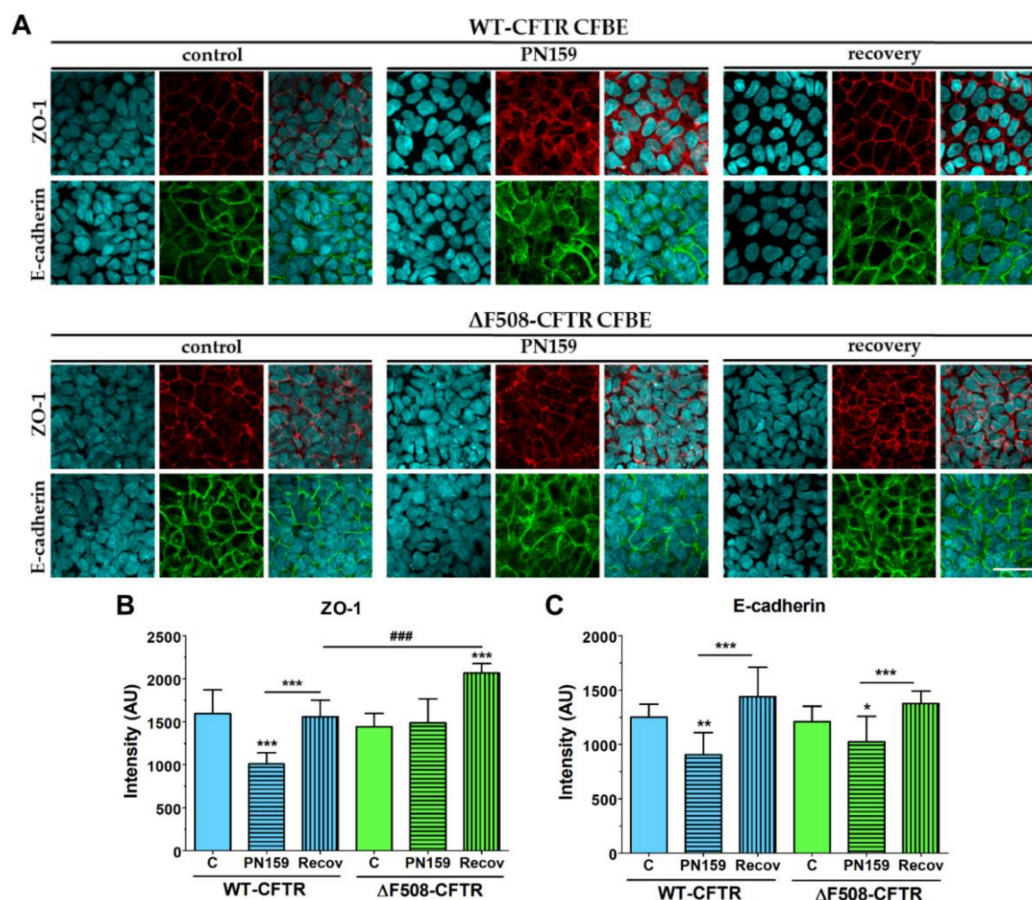 A
WT-CFTR CFBE
control PN159 recovery
ZO-1
E-cadherin
ΔF508-CFTR CFBE
control PN159 recovery
ZO-1
E-cadherin
B ZO-1
Intensity (AU)
2500
2000
1500
1000
500
0
***
***
###
***
C PN159 Recov C PN159 Recov
WT-CFTR ΔF508-CFTR
C E-cadherin
Intensity (AU)
2000
1500
1000
500
0
**
***
*
***
C PN159 Recov C PN159 Recov
WT-CFTR ΔF508-CFTR